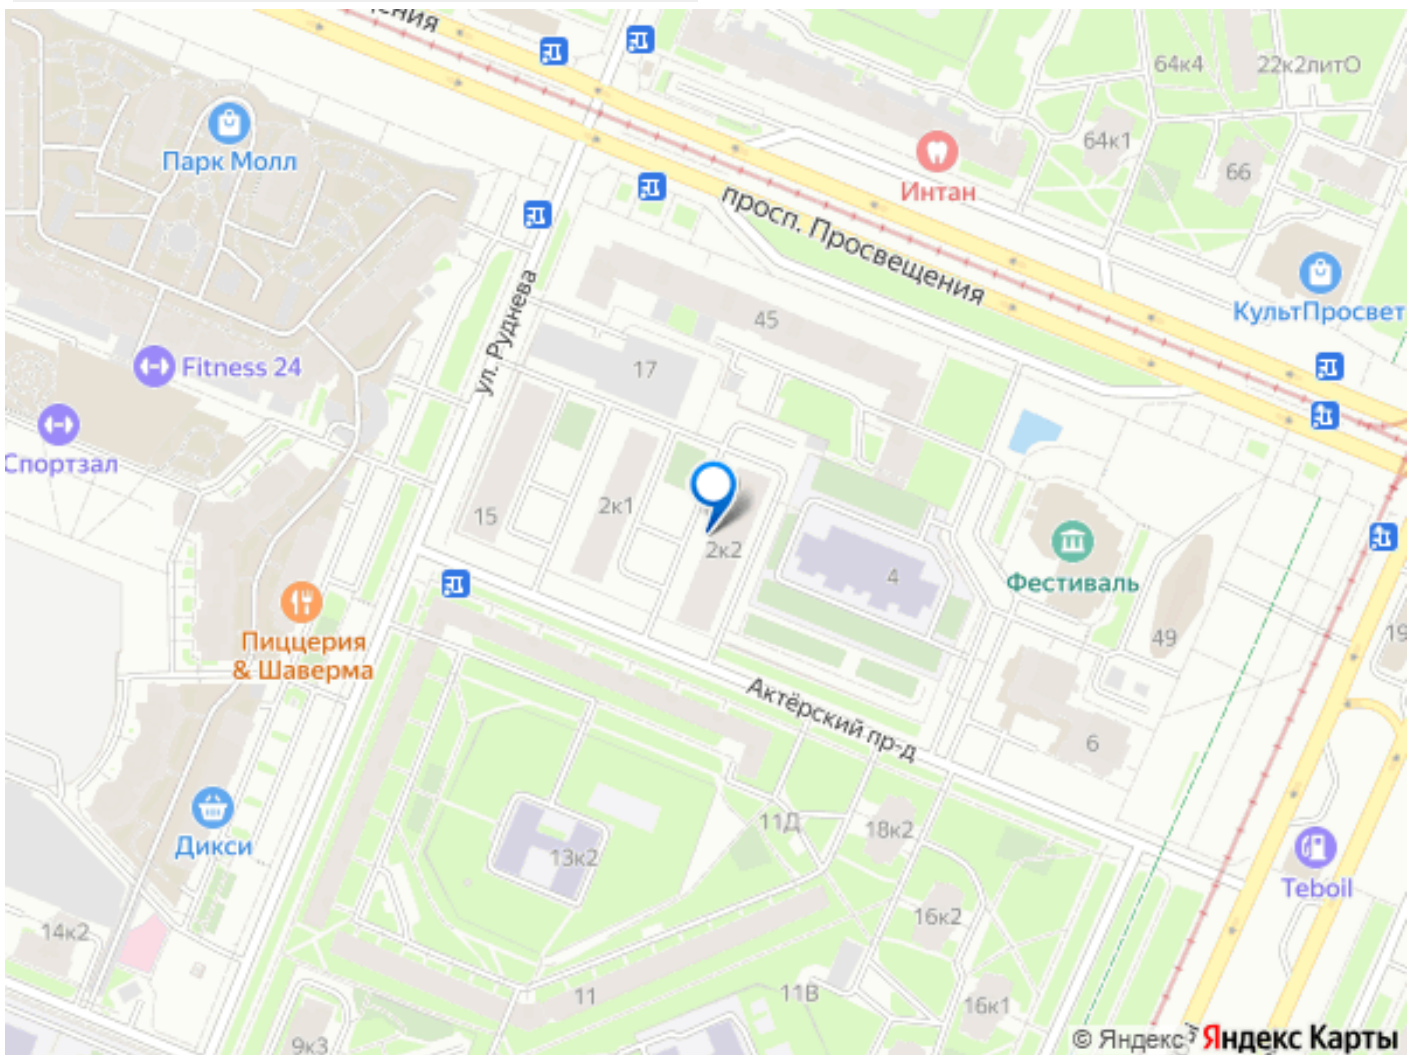 64к4
22к2литО
64к1
66
Парк Молл
Интан
просп. Просвещения
КультПросвет
ул. Руднева
45
17
Fitness 24
Спортзал
15
2к1
2к2
4
Фестиваль
49
19
Пиццерия
& Шаверма
Актёрский пр-д
6
Дикси
13к2
11Д
18к2
Teboil
16к2
14к2
11
11В
16к1
9к3
© Яндекс
Яндекс Карты